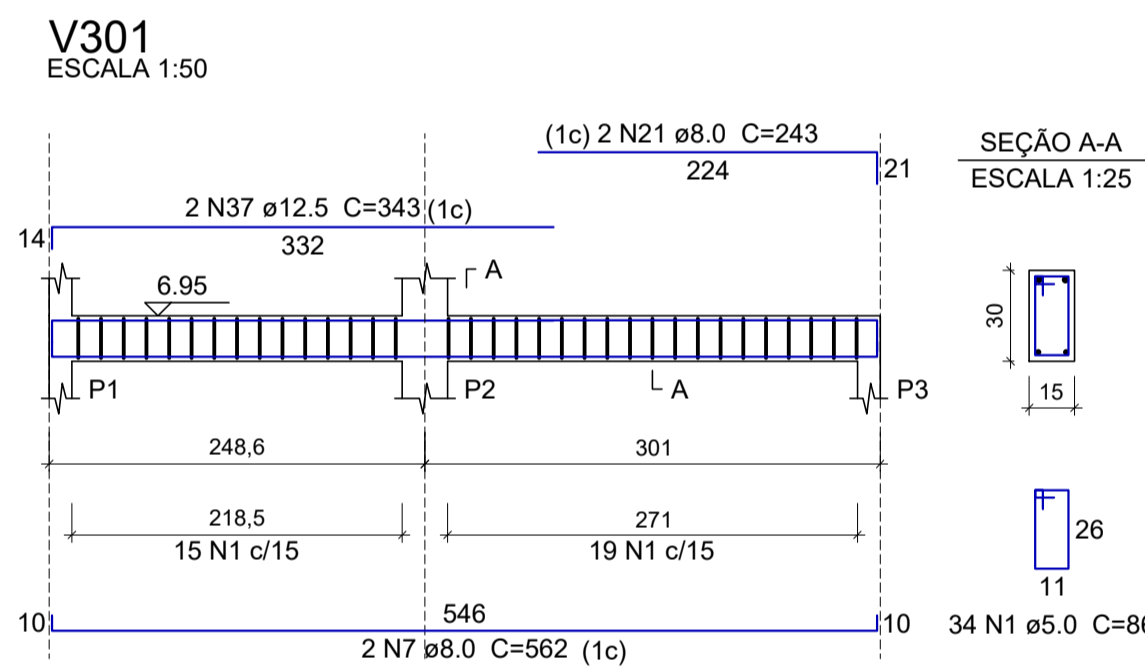 V301
ESCALA 1:50
(1c) 2 N21 ø8.0 C=243
224
21
SEÇÃO A-A
ESCALA 1:25
2 N37 ø12.5 C=343 (1c)
14
332
A
6.95
30
15
P1
P2
A
P3
248,6
301
218,5
15 N1 c/15
271
19 N1 c/15
26
11
34 N1 ø5.0
10
546
10
2 N7 ø8.0 C=562 (1c)